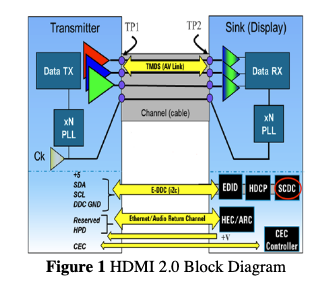 Transmitter
TP1
TP2
Sink (Display)
Data TX
TMDS (AV Link)
Data RX
xN
PLL
Channel (cable)
xN
PLL
Ck
+5
SDA
SCL
DDC GND
E-DDC (i2c)
EDID
HDCP
SCDC
Reserved
HPD
Ethernet/Audio Return Channel
HEC/ARC
+V
CEC
CEC
Controller
Figure 1 HDMI 2.0 Block Diagram